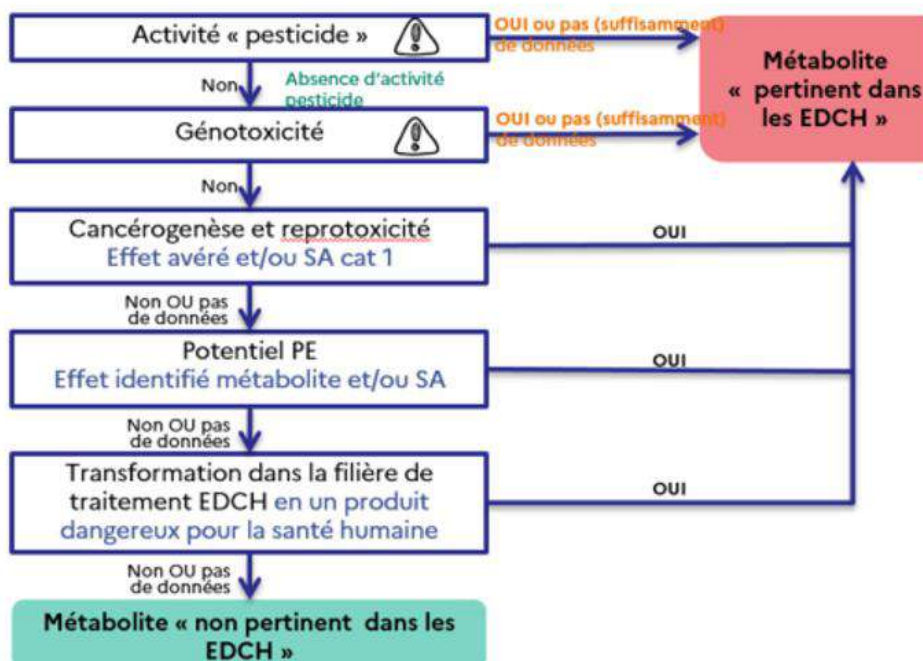 Activité « pesticide »
OUI ou pas (suffisamment)
de données
Métabolite
« pertinent dans
les EDCH »
Non
Absence d'activité
pesticide
Génotoxicité
OUI ou pas (suffisamment)
de données
Non
Cancérogenèse et reprotoxicité
Effet avéré et/ou SA cat 1
OUI
Non OU pas
de données
Potentiel PE
Effet identifié métabolite et/ou SA
OUI
Non OU pas
de données
Transformation dans la filière de
traitement EDCH en un produit
dangereux pour la santé humaine
OUI
Non OU pas
de données
Métabolite « non pertinent dans les
EDCH »